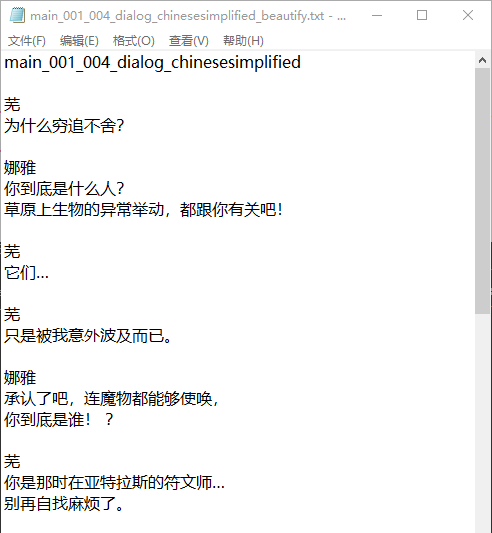 main_001_004_dialog_chinesesimplified_beautify.txt - ...
文件(F) 编辑(E) 格式(O) 查看(V) 帮助(H)
main_001_004_dialog_chinesesimplified
芜
为什么穷追不舍?
娜雅
你到底是什么人?
草原上生物的异常举动，都跟你有关吧！
芜
它们...
芜
只是被我意外波及而已。
娜雅
承认了吧，连魔物都能够使唤，
你到底是谁！ ？
芜
你是那时在亚特拉斯的符文师...
别再自找麻烦了。